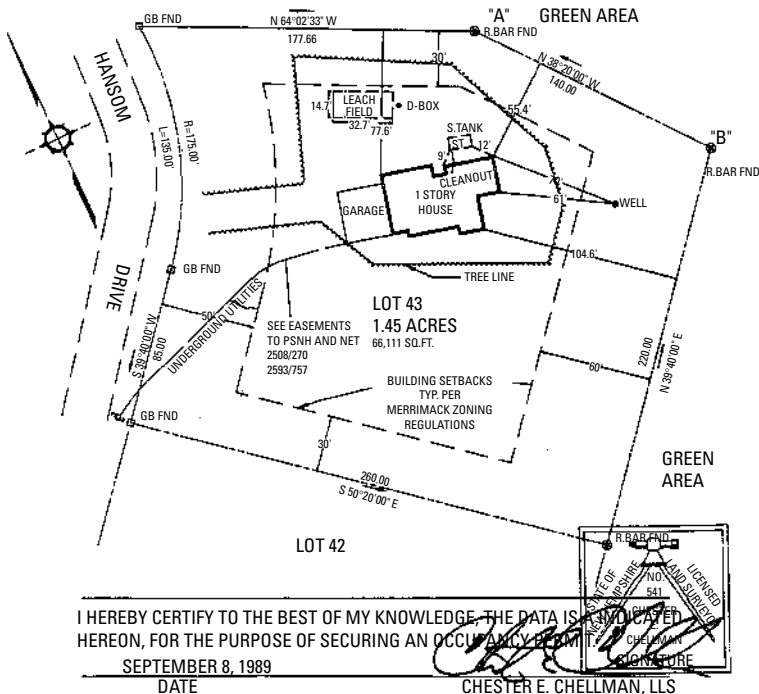 GB FND
N 64°02'33" W
177.66
"A"
GREEN AREA
R.BAR FND
N 38°20'00" W
140.00
"B"
R.BAR FND
HANSOM
DRIVE
R=175.00'
L=135.00'
30'
14.7'
LEACH
FIELD
32.7'
77.6'
D-BOX
55.4'
S.TANK
ST
12'
9'
CLEANOUT
1 STORY
HOUSE
GARAGE
61'
WELL
104.6'
TREE LINE
GB FND
50'
UNDERGROUND UTILITIES
S 39°40'00" W
85.00
SEE EASEMENTS
TO PSNH AND NET
2508/270
2593/757
LOT 43
1.45 ACRES
66,111 SQ.FT.
BUILDING SETBACKS
TYP. PER
MERRIMACK ZONING
REGULATIONS
60'
220.00
N 39°40'00" E
GB FND
30'
260.00
S 50°20'00" E
GREEN
AREA
LOT 42
R.BAR FND
STATE OF
NEW HEMPSHIRE
LICENSED
LAND SURVEYOR
NO.
541
CHESTER
E.
CHELLMAN
SIGNATURE
I HEREBY CERTIFY TO THE BEST OF MY KNOWLEDGE, THE DATA IS AS INDICATED
HEREON, FOR THE PURPOSE OF SECURING AN OCCUPANCY PERMIT
SEPTEMBER 8, 1989
DATE
CHESTER E. CHELLMAN, LLS